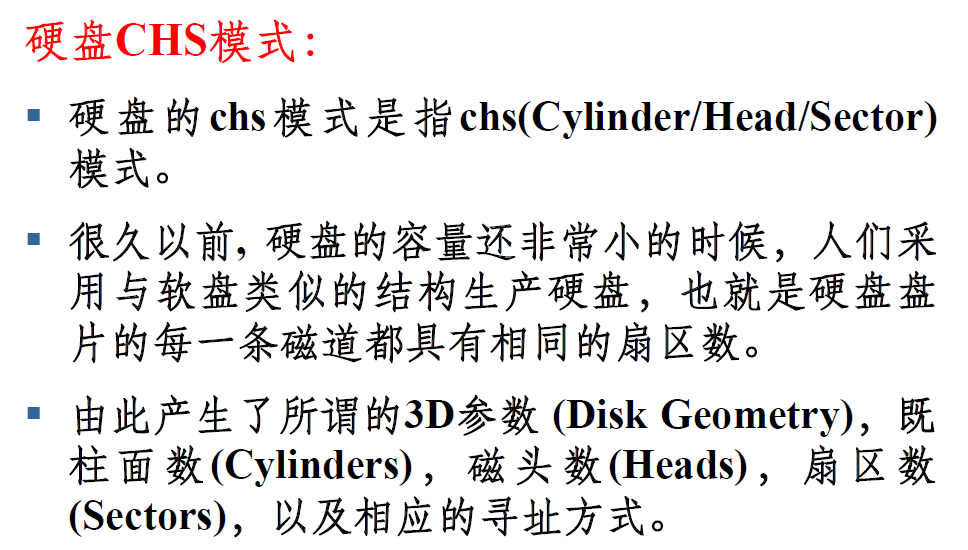 硬盘CHS模式：
▪ 硬盘的chs模式是指chs(Cylinder/Head/Sector)
模式。
▪ 很久以前, 硬盘的容量还非常小的时候，人们采
用与软盘类似的结构生产硬盘，也就是硬盘盘
片的每一条磁道都具有相同的扇区数。
▪ 由此产生了所谓的3D参数 (Disk Geometry)，既
柱面数(Cylinders)，磁头数(Heads)，扇区数
(Sectors)，以及相应的寻址方式。